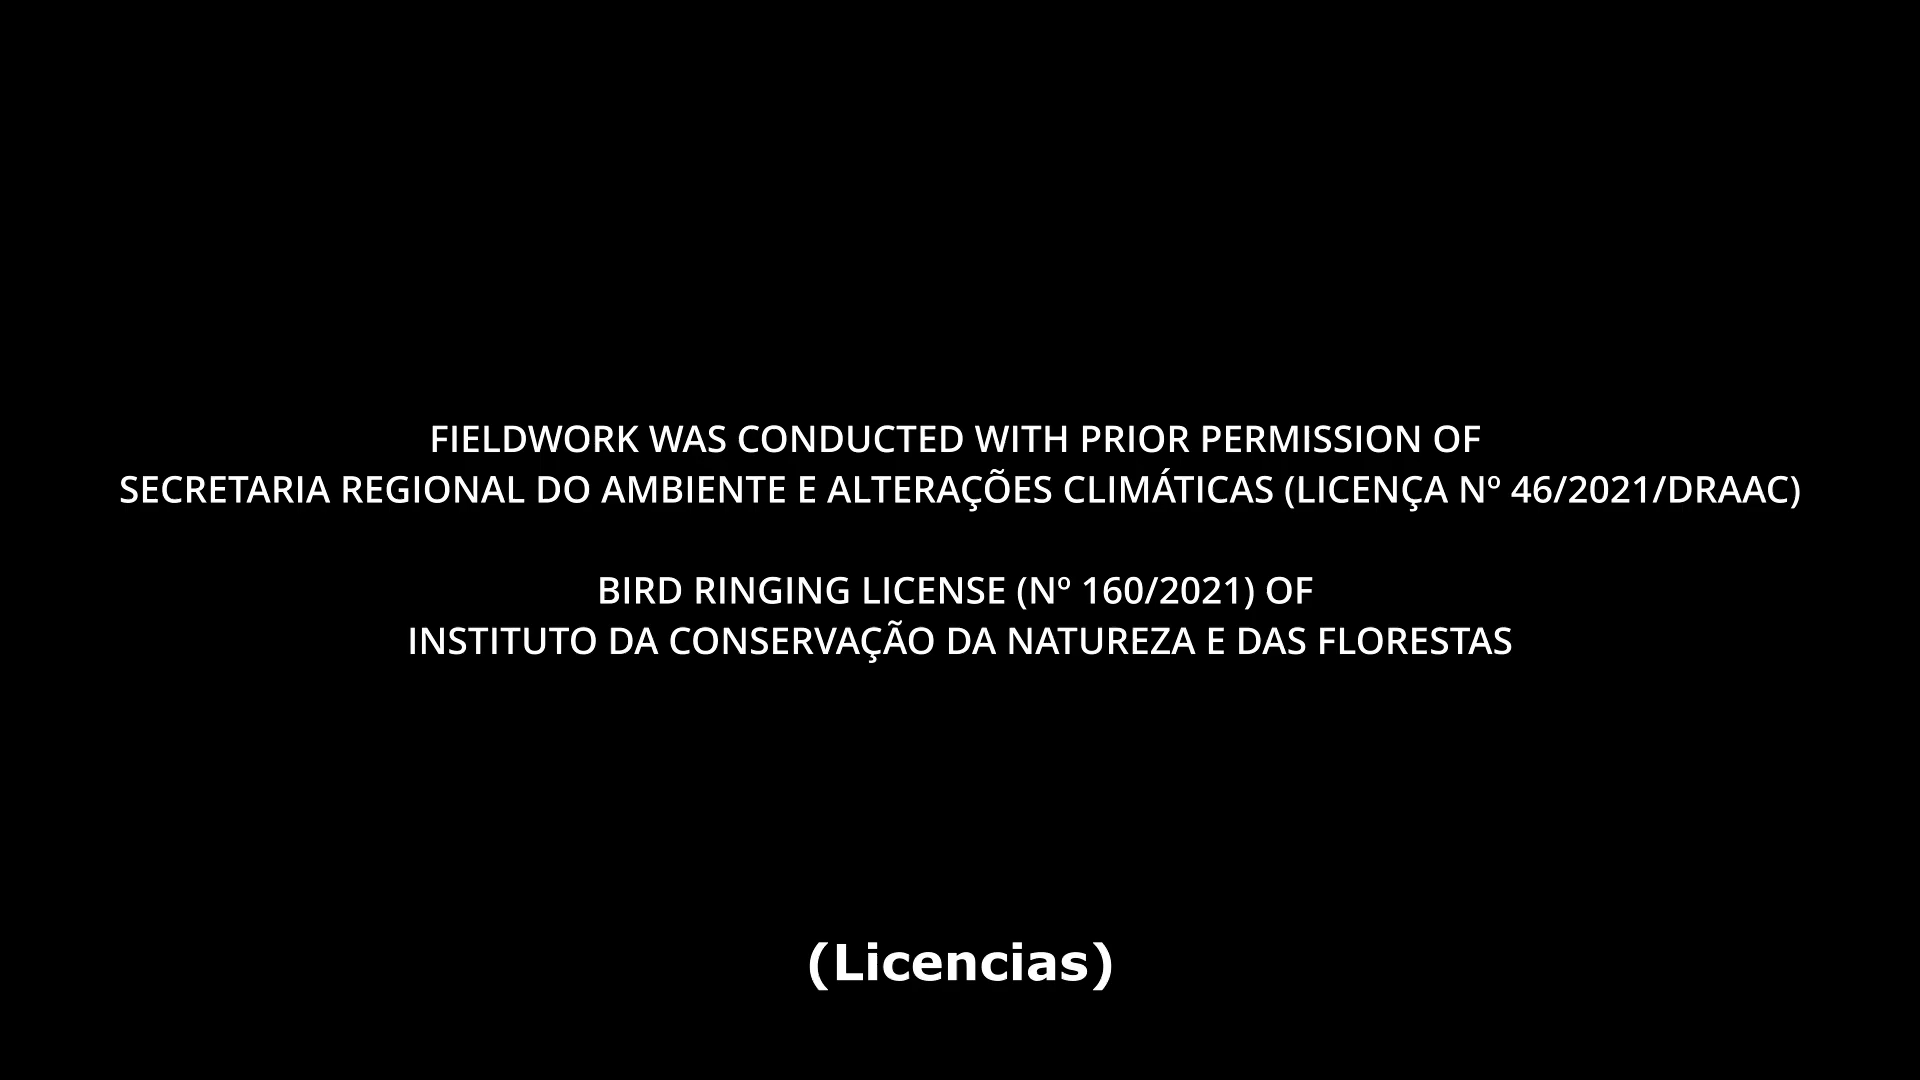 FIELDWORK WAS CONDUCTED WITH PRIOR PERMISSION OF
SECRETARIA REGIONAL DO AMBIENTE E ALTERAÇÕES CLIMÁTICAS (LICENÇA Nº 46/2021/DRAAC)
BIRD RINGING LICENSE (Nº 160/2021) OF
INSTITUTO DA CONSERVAÇÃO DA NATUREZA E DAS FLORESTAS
(Licencias)